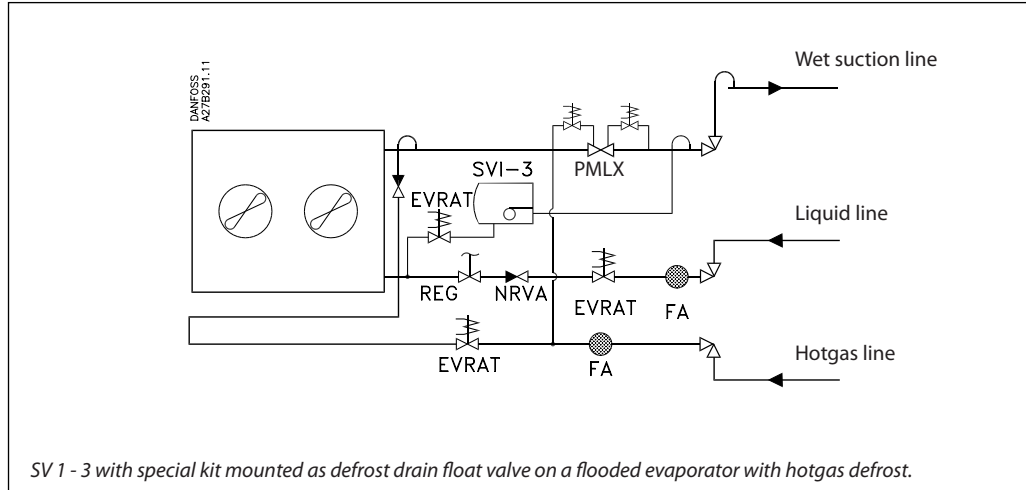 Wet suction line
DANFOSS
A27B291.11
PMLX
SVI-3
EVRAT
Liquid line
REG
NRVA
EVRAT
FA
EVRAT
FA
Hotgas line
SV 1 - 3 with special kit mounted as defrost drain float valve on a flooded evaporator with hotgas defrost.